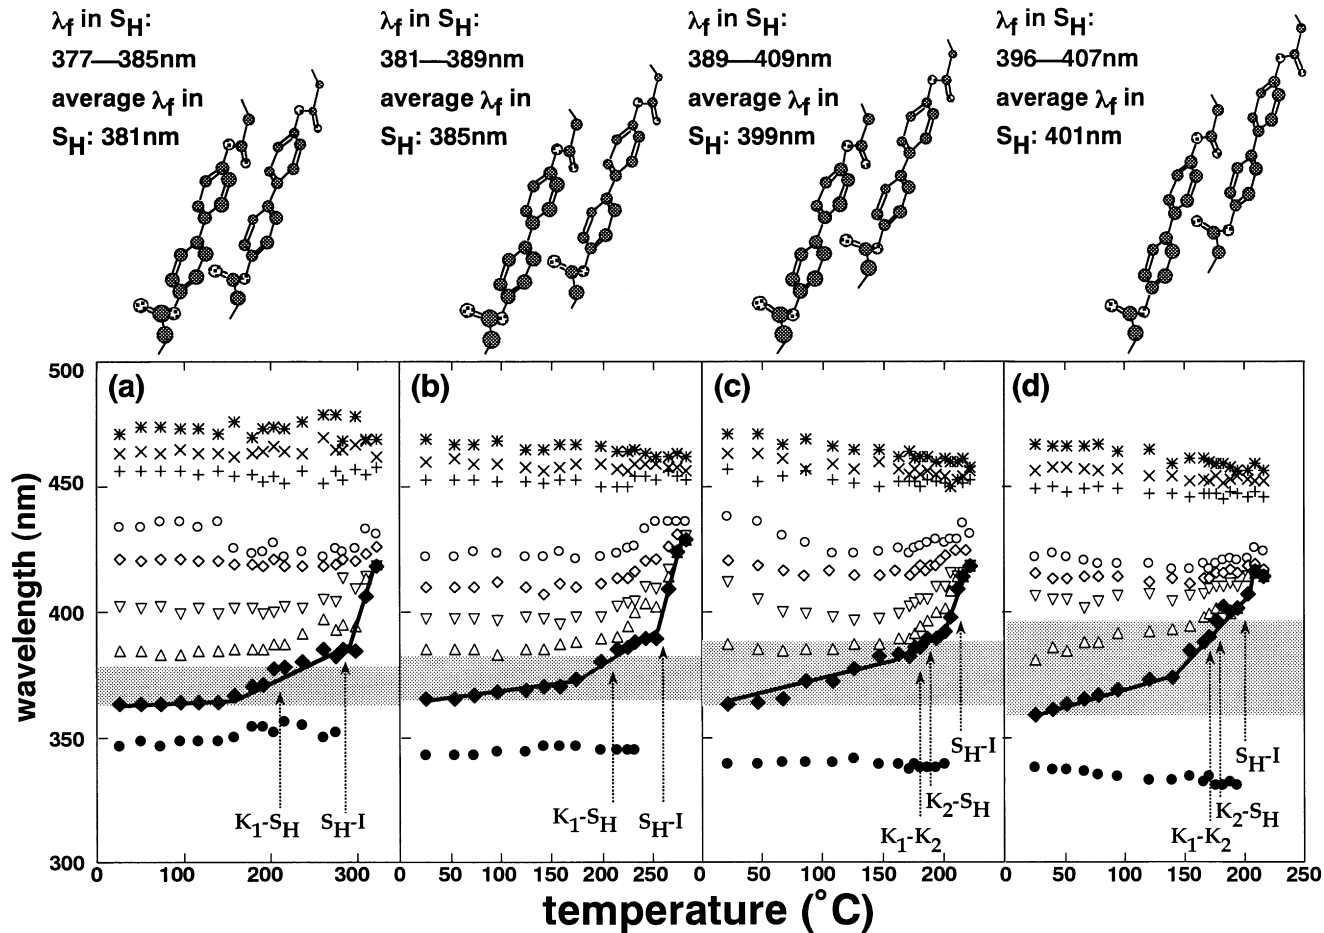 λf in SH:
377—385nm
average λf in
SH: 381nm
λf in SH:
381—389nm
average λf in
SH: 385nm
λf in SH:
389—409nm
average λf in
SH: 399nm
λf in SH:
396—407nm
average λf in
SH: 401nm
(a)
(b)
(c)
(d)
500
450
400
350
300
wavelength (nm)
K1-SH
SH-I
K1-SH
SH-I
SH-I
K2-SH
K1-K2
SH-I
K2-SH
K1-K2
0 100 200 300 0 50 100 150 200 250 0 50 100 150 200 0 50 100 150 200 250
temperature (°C)